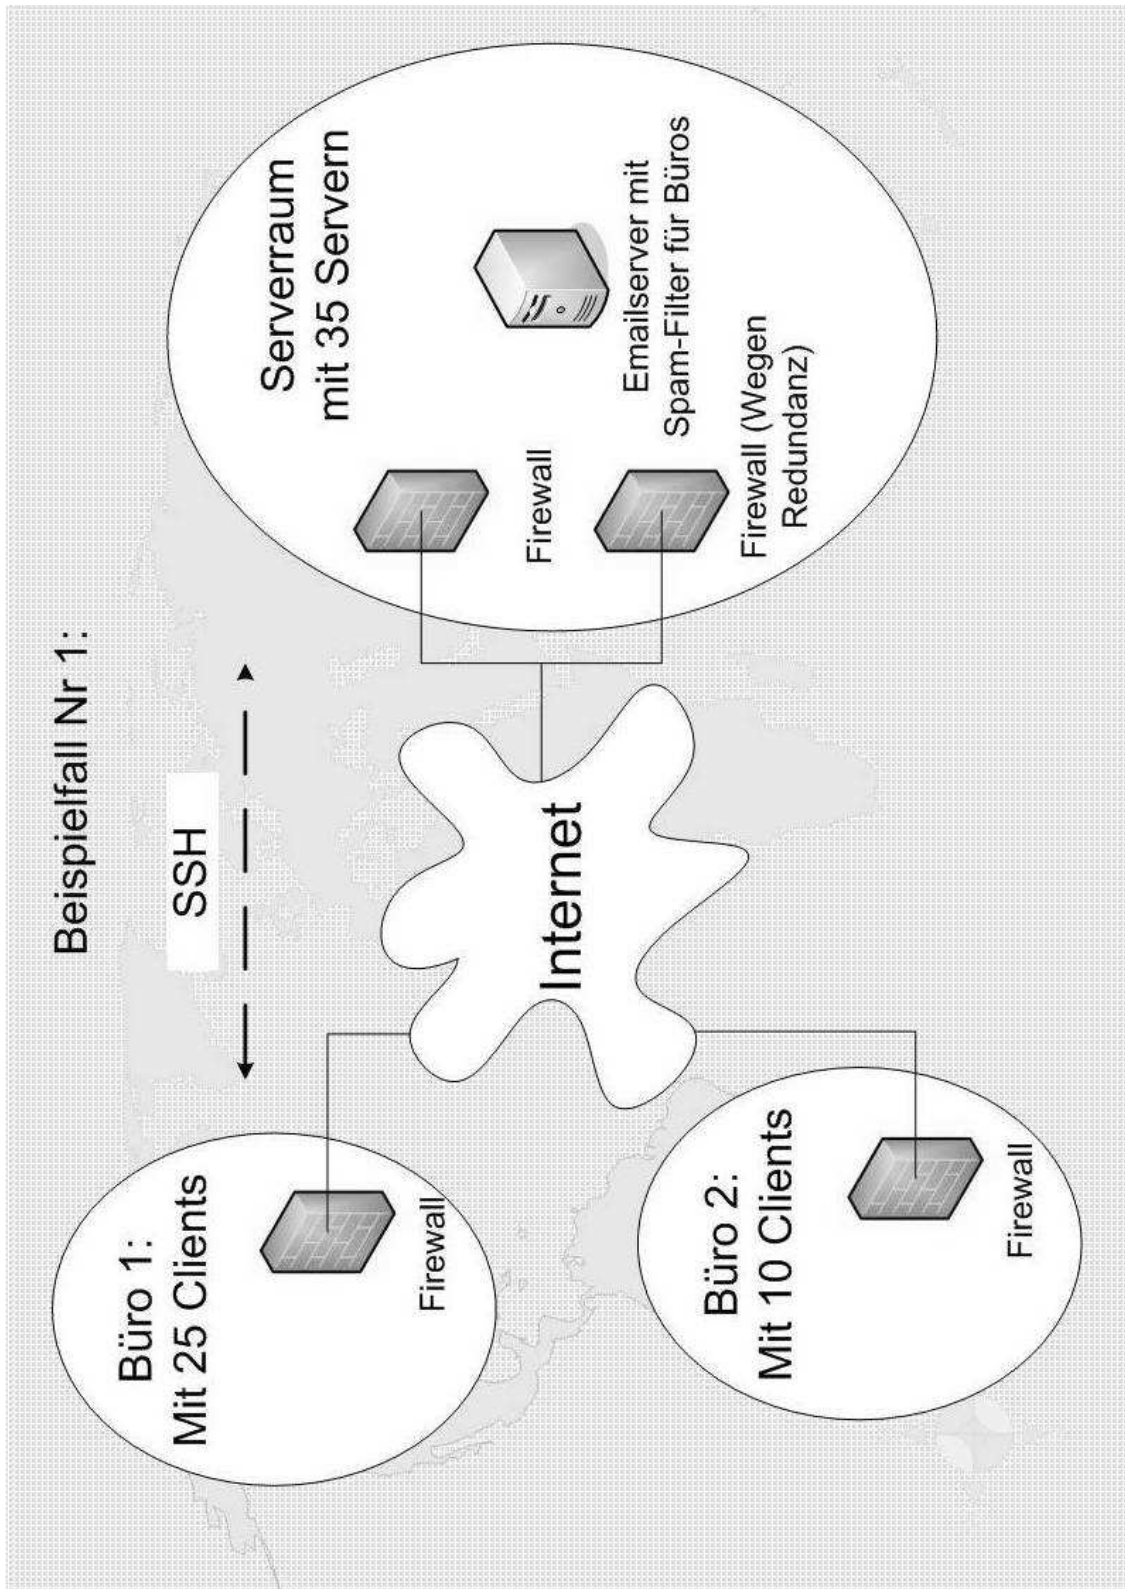 Beispielfall Nr 1:
SSH
Büro 1:
Mit 25 Clients
Firewall
Büro 2:
Mit 10 Clients
Firewall
Internet
Serverraum
mit 35 Servern
Firewall
Emailserver mit
Spam-Filter für Büros
Firewall (Wegen
Redundanz)